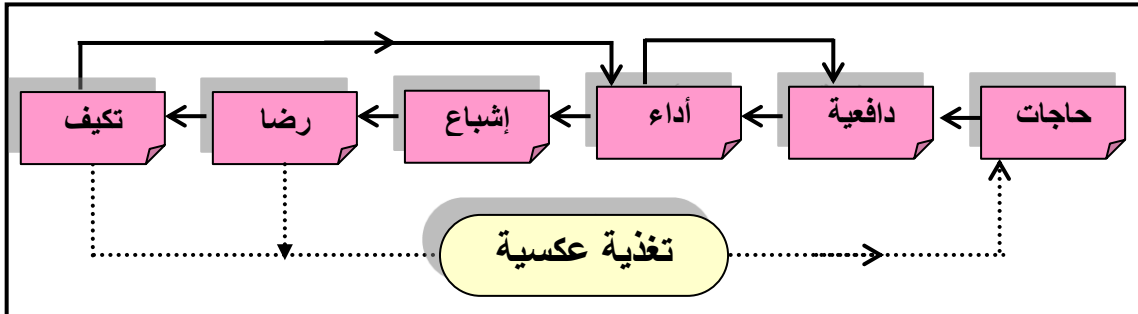 حاجات
دافعية
أداء
إشباع
رضا
تكيف
تغذية عكسية